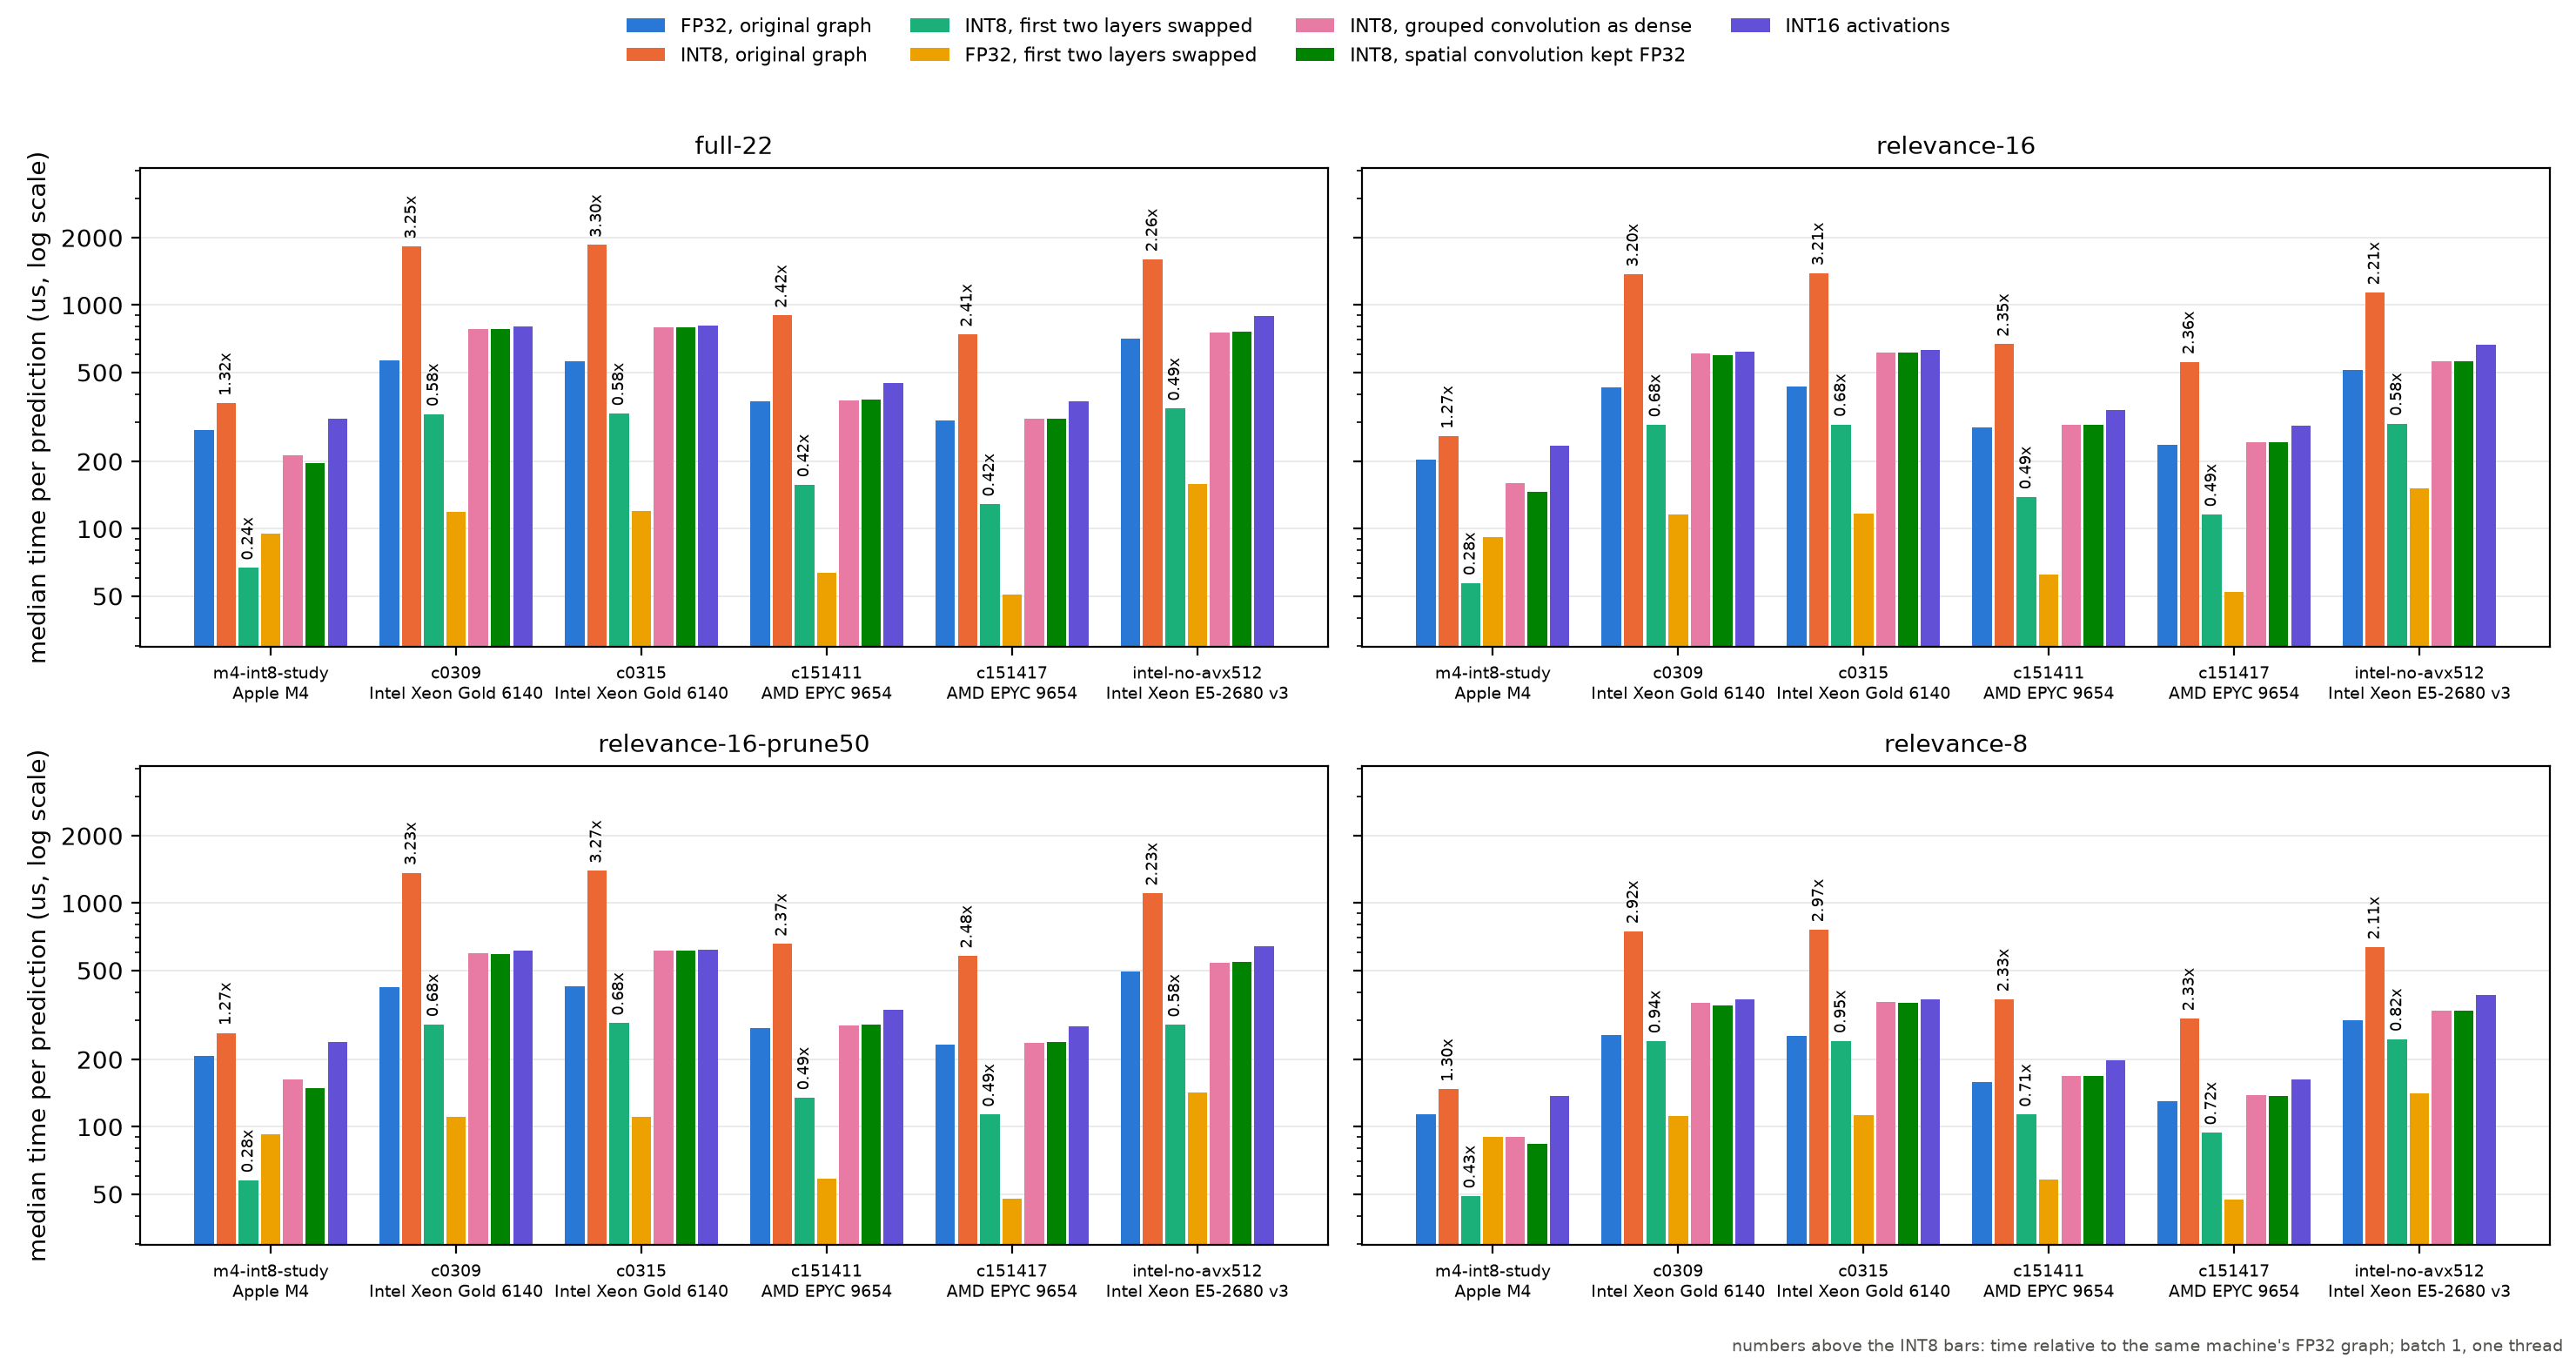 FP32, original graph
INT8, original graph
INT8, first two layers swapped
FP32, first two layers swapped
INT8, grouped convolution as dense
INT8, spatial convolution kept FP32
INT16 activations
full-22
median time per prediction (us, log scale)
2000
1000
500
200
100
50
1.32x
0.24x
3.25x
0.58x
3.30x
0.58x
2.42x
0.42x
2.41x
0.42x
2.26x
0.49x
m4-int8-study
Apple M4
c0309
Intel Xeon Gold 6140
c0315
Intel Xeon Gold 6140
c151411
AMD EPYC 9654
c151417
AMD EPYC 9654
intel-no-avx512
Intel Xeon E5-2680 v3
relevance-16
1.27x
0.28x
3.20x
0.68x
3.21x
0.68x
2.35x
0.49x
2.36x
0.49x
2.21x
0.58x
m4-int8-study
Apple M4
c0309
Intel Xeon Gold 6140
c0315
Intel Xeon Gold 6140
c151411
AMD EPYC 9654
c151417
AMD EPYC 9654
intel-no-avx512
Intel Xeon E5-2680 v3
relevance-16-prune50
median time per prediction (us, log scale)
2000
1000
500
200
100
50
1.27x
0.28x
3.23x
0.68x
3.27x
0.68x
2.37x
0.49x
2.48x
0.49x
2.23x
0.58x
m4-int8-study
Apple M4
c0309
Intel Xeon Gold 6140
c0315
Intel Xeon Gold 6140
c151411
AMD EPYC 9654
c151417
AMD EPYC 9654
intel-no-avx512
Intel Xeon E5-2680 v3
relevance-8
1.30x
0.43x
2.92x
0.94x
2.97x
0.95x
2.33x
0.71x
2.33x
0.72x
2.11x
0.82x
m4-int8-study
Apple M4
c0309
Intel Xeon Gold 6140
c0315
Intel Xeon Gold 6140
c151411
AMD EPYC 9654
c151417
AMD EPYC 9654
intel-no-avx512
Intel Xeon E5-2680 v3
numbers above the INT8 bars: time relative to the same machine's FP32 graph; batch 1, one thread